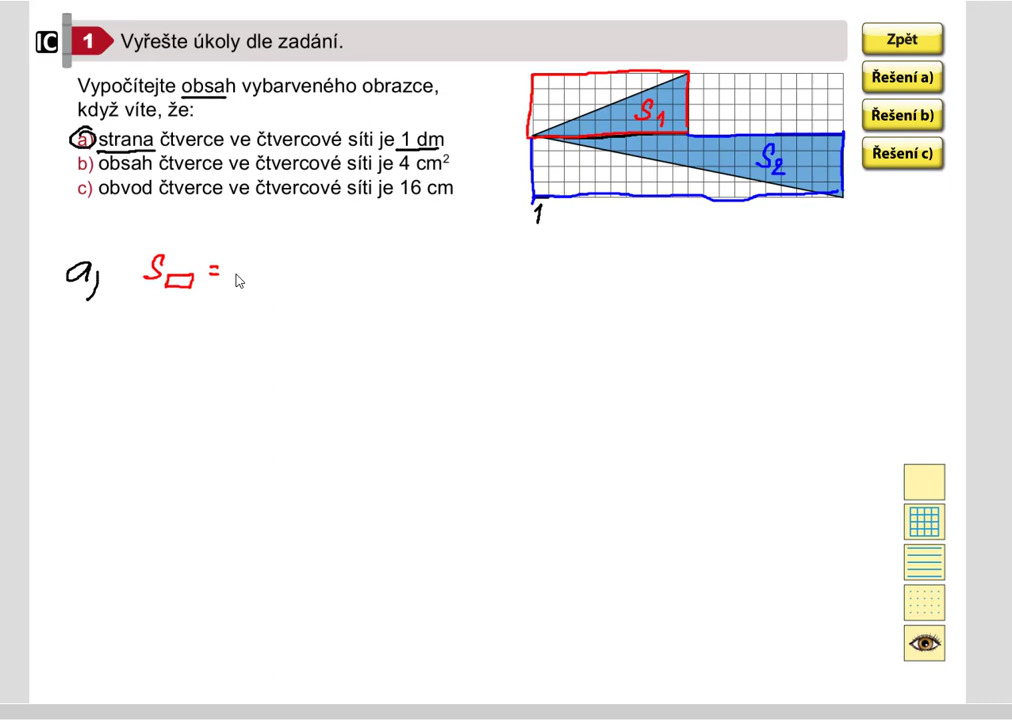 IC 1 Vyřešte úkoly dle zadání.
Zpět
Řešení a)
Řešení b)
Řešení c)
Vypočítejte obsah vybarveného obrazce,
když víte, že:
a) strana čtverce ve čtvercové síti je 1 dm
b) obsah čtverce ve čtvercové síti je 4 cm²
c) obvod čtverce ve čtvercové síti je 16 cm
S1
S2
1
a) S▭ =